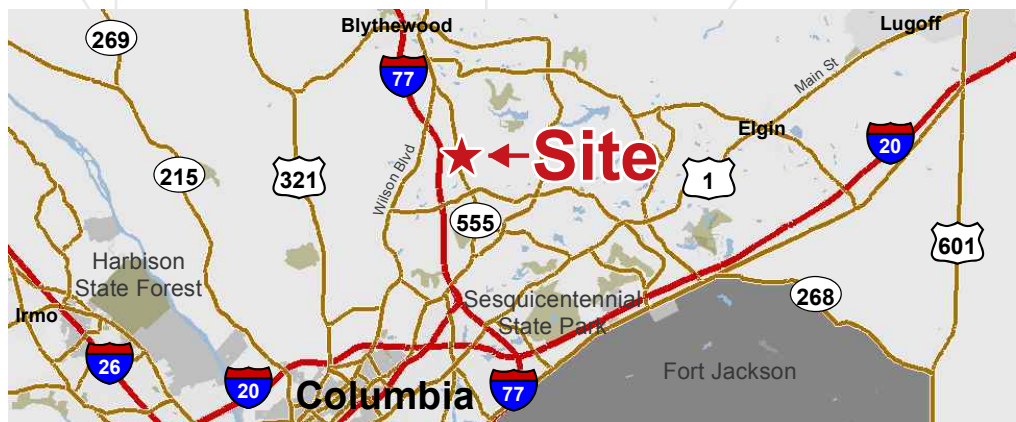 Blythewood
Lugoff
269
77
Main St
Elgin
20
Site
215
321
Wilson Blvd
1
555
601
Harbison
State Forest
268
Sesquicentennial
State Park
Irmo
26
20
Columbia
77
Fort Jackson